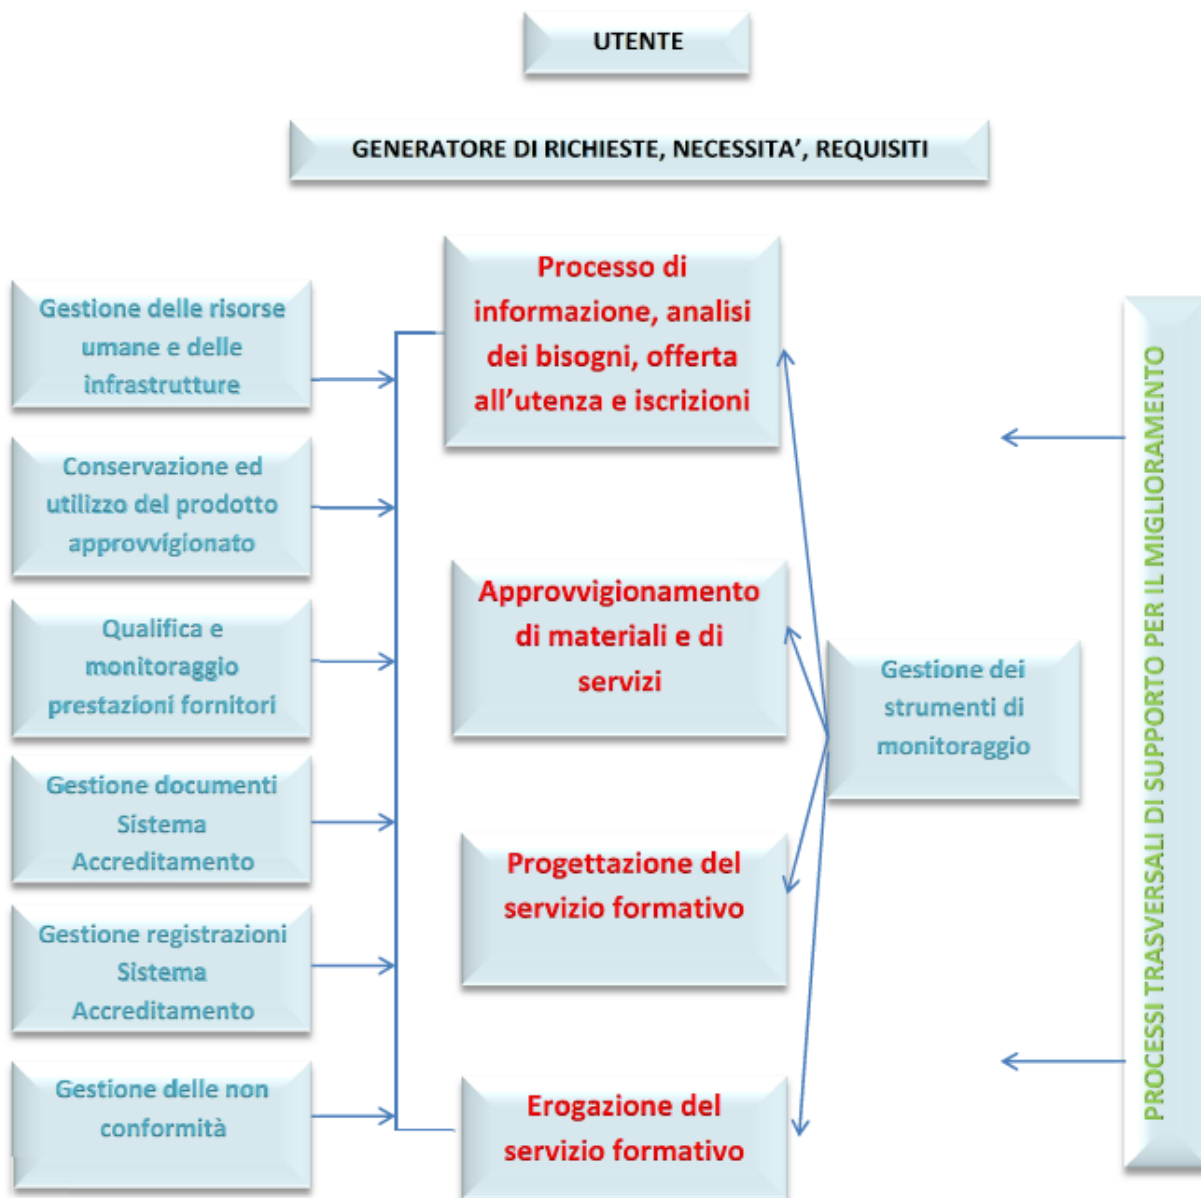 UTENTE
GENERATORE DI RICHIESTE, NECESSITA’, REQUISITI
Gestione delle risorse
umane e delle
infrastrutture
Conservazione ed
utilizzo del prodotto
approvvigionato
Qualifica e
monitoraggio
prestazioni fornitori
Gestione documenti
Sistema
Accreditamento
Gestione registrazioni
Sistema
Accreditamento
Gestione delle non
conformità
Processo di
informazione, analisi
dei bisogni, offerta
all’utenza e iscrizioni
Approvvigionamento
di materiali e di
servizi
Progettazione del
servizio formativo
Erogazione del
servizio formativo
Gestione dei
strumenti di
monitoraggio
PROCESSI TRASVERSALI DI SUPPORTO PER IL MIGLIORAMENTO